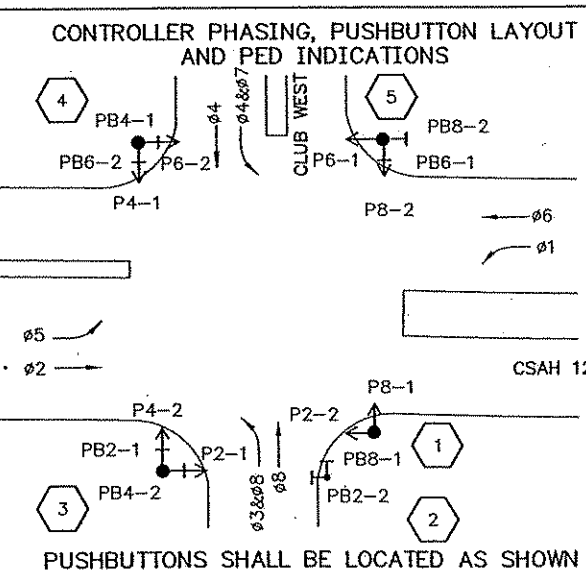 CONTROLLER PHASING, PUSHBUTTON LAYOUT
AND PED INDICATIONS
4
5
PB4-1
ø4
ø4&ø7
CLUB WEST
PB8-2
PB6-2
P6-2
P6-1
PB6-1
P4-1
P8-2
ø6
ø1
ø5
ø2
CSAH 12
P4-2
P8-1
P2-2
PB2-1
P2-1
PB8-1
1
PB4-2
ø3&ø8
ø8
PB2-2
3
2
PUSHBUTTONS SHALL BE LOCATED AS SHOWN